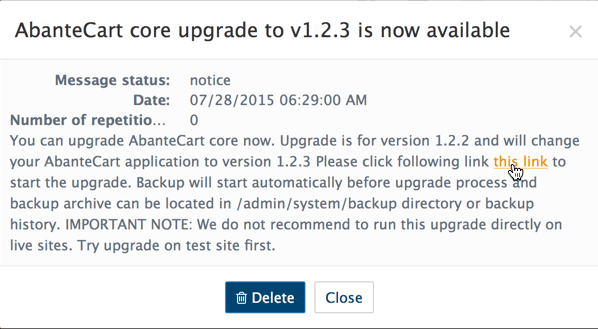 AbanteCart core upgrade to v1.2.3 is now available
×
Message status: notice
Date: 07/28/2015 06:29:00 AM
Number of repetitio... 0
You can upgrade AbanteCart core now. Upgrade is for version 1.2.2 and will change
your AbanteCart application to version 1.2.3 Please click following link this link to
start the upgrade. Backup will start automatically before upgrade process and
backup archive can be located in /admin/system/backup directory or backup
history. IMPORTANT NOTE: We do not recommend to run this upgrade directly on
live sites. Try upgrade on test site first.
Delete Close